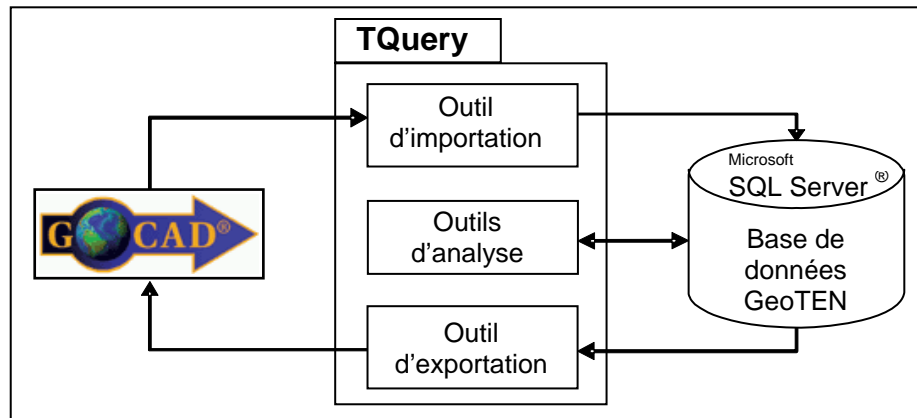 TQuery
Outil
d'importation
Outils
d'analyse
Outil
d'exportation
GOCAD®
Microsoft
SQL Server ®
Base de
données
GeoTEN